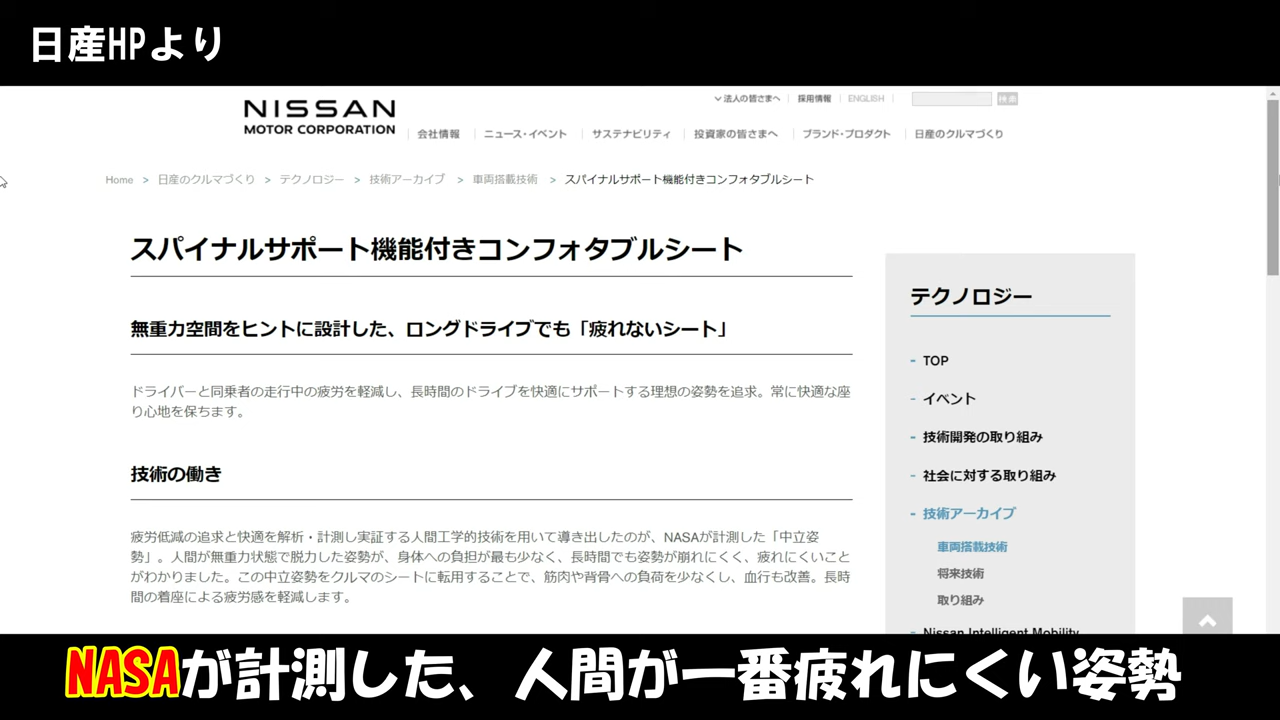 日産HPより
NISSAN
MOTOR CORPORATION
法人の皆さまへ 採用情報 ENGLISH 検索
会社情報 ニュース・イベント サステナビリティ 投資家の皆さまへ ブランド・プロダクト 日産のクルマづくり
Home > 日産のクルマづくり > テクノロジー > 技術アーカイブ > 車両搭載技術 > スパイナルサポート機能付きコンフォタブルシート
スパイナルサポート機能付きコンフォタブルシート
無重力空間をヒントに設計した、ロングドライブでも「疲れないシート」
ドライバーと同乗者の走行中の疲労を軽減し、長時間のドライブを快適にサポートする理想の姿勢を追求。常に快適な座
り心地を保ちます。
技術の働き
疲労低減の追求と快適を解析・計測し実証する人間工学的技術を用いて導き出したのが、NASAが計測した「中立姿
勢」。人間が無重力状態で脱力した姿勢が、身体への負担が最も少なく、長時間でも姿勢が崩れにくく、疲れにくいこと
がわかりました。この中立姿勢をクルマのシートに転用することで、筋肉や背骨への負荷を少なくし、血行も改善。長時
間の着座による疲労感を軽減します。
テクノロジー
- TOP
- イベント
- 技術開発の取り組み
- 社会に対する取り組み
- 技術アーカイブ
車両搭載技術
将来技術
取り組み
- Nissan Intelligent Mobility
NASAが計測した、人間が一番疲れにくい姿勢